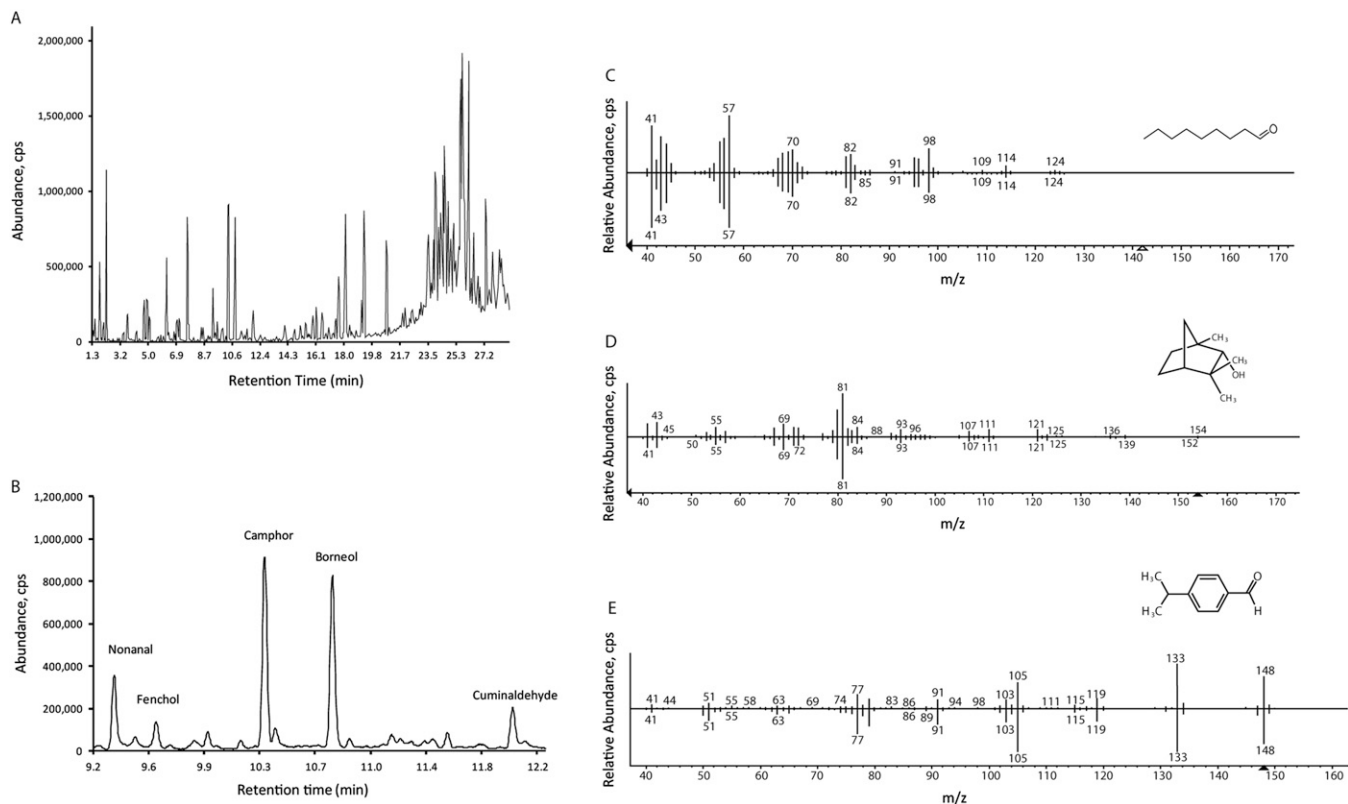 A
2,000,000
1,500,000
1,000,000
500,000
0
Abundance, cps
1.3 3.2 5.0 6.9 8.7 10.6 12.4 14.3 16.1 18.0 19.8 21.7 23.5 25.3 27.2
Retention Time (min)
B
1,200,000
1,000,000
800,000
600,000
400,000
200,000
0
Abundance, cps
Nonanal
Fenchol
Camphor
Borneol
Cuminaldehyde
9.2 9.6 9.9 10.3 10.7 11.0 11.4 11.8 12.2
Retention time (min)
C
Relative Abundance, cps
O
41 57 70 82 91 98 109 114 124
41 43 57 70 82 85 91 98 109 114 124
40 50 60 70 80 90 100 110 120 130 140 150 160 170
m/z
D
Relative Abundance, cps
CH₃
CH₃
OH
CH₃
43 45 55 69 81 84 88 93 96 107 111 121 125 136 154
41 50 55 69 72 81 84 93 107 111 121 125 139 152
40 50 60 70 80 90 100 110 120 130 140 150 160 170
m/z
E
Relative Abundance, cps
H₃C
H₃C
O
H
41 44 51 55 58 63 69 74 77 83 86 91 94 98 103 105 111 115 119 133 148
41 51 55 63 77 86 89 91 103 105 115 119 133 148
40 50 60 70 80 90 100 110 120 130 140 150 160
m/z